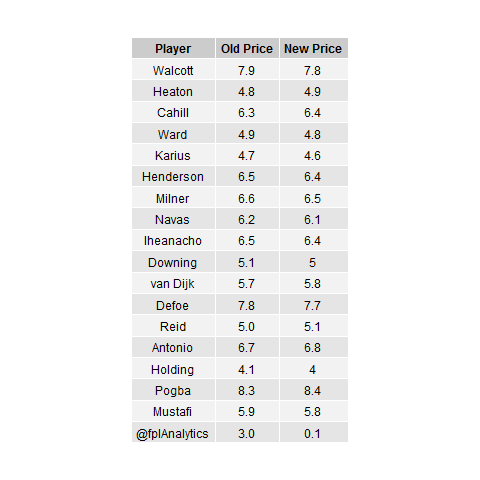 Player Old Price New Price
Walcott 7.9 7.8
Heaton 4.8 4.9
Cahill 6.3 6.4
Ward 4.9 4.8
Karius 4.7 4.6
Henderson 6.5 6.4
Milner 6.6 6.5
Navas 6.2 6.1
Iheanacho 6.5 6.4
Downing 5.1 5
van Dijk 5.7 5.8
Defoe 7.8 7.7
Reid 5.0 5.1
Antonio 6.7 6.8
Holding 4.1 4
Pogba 8.3 8.4
Mustafi 5.9 5.8
@fplAnalytics 3.0 0.1